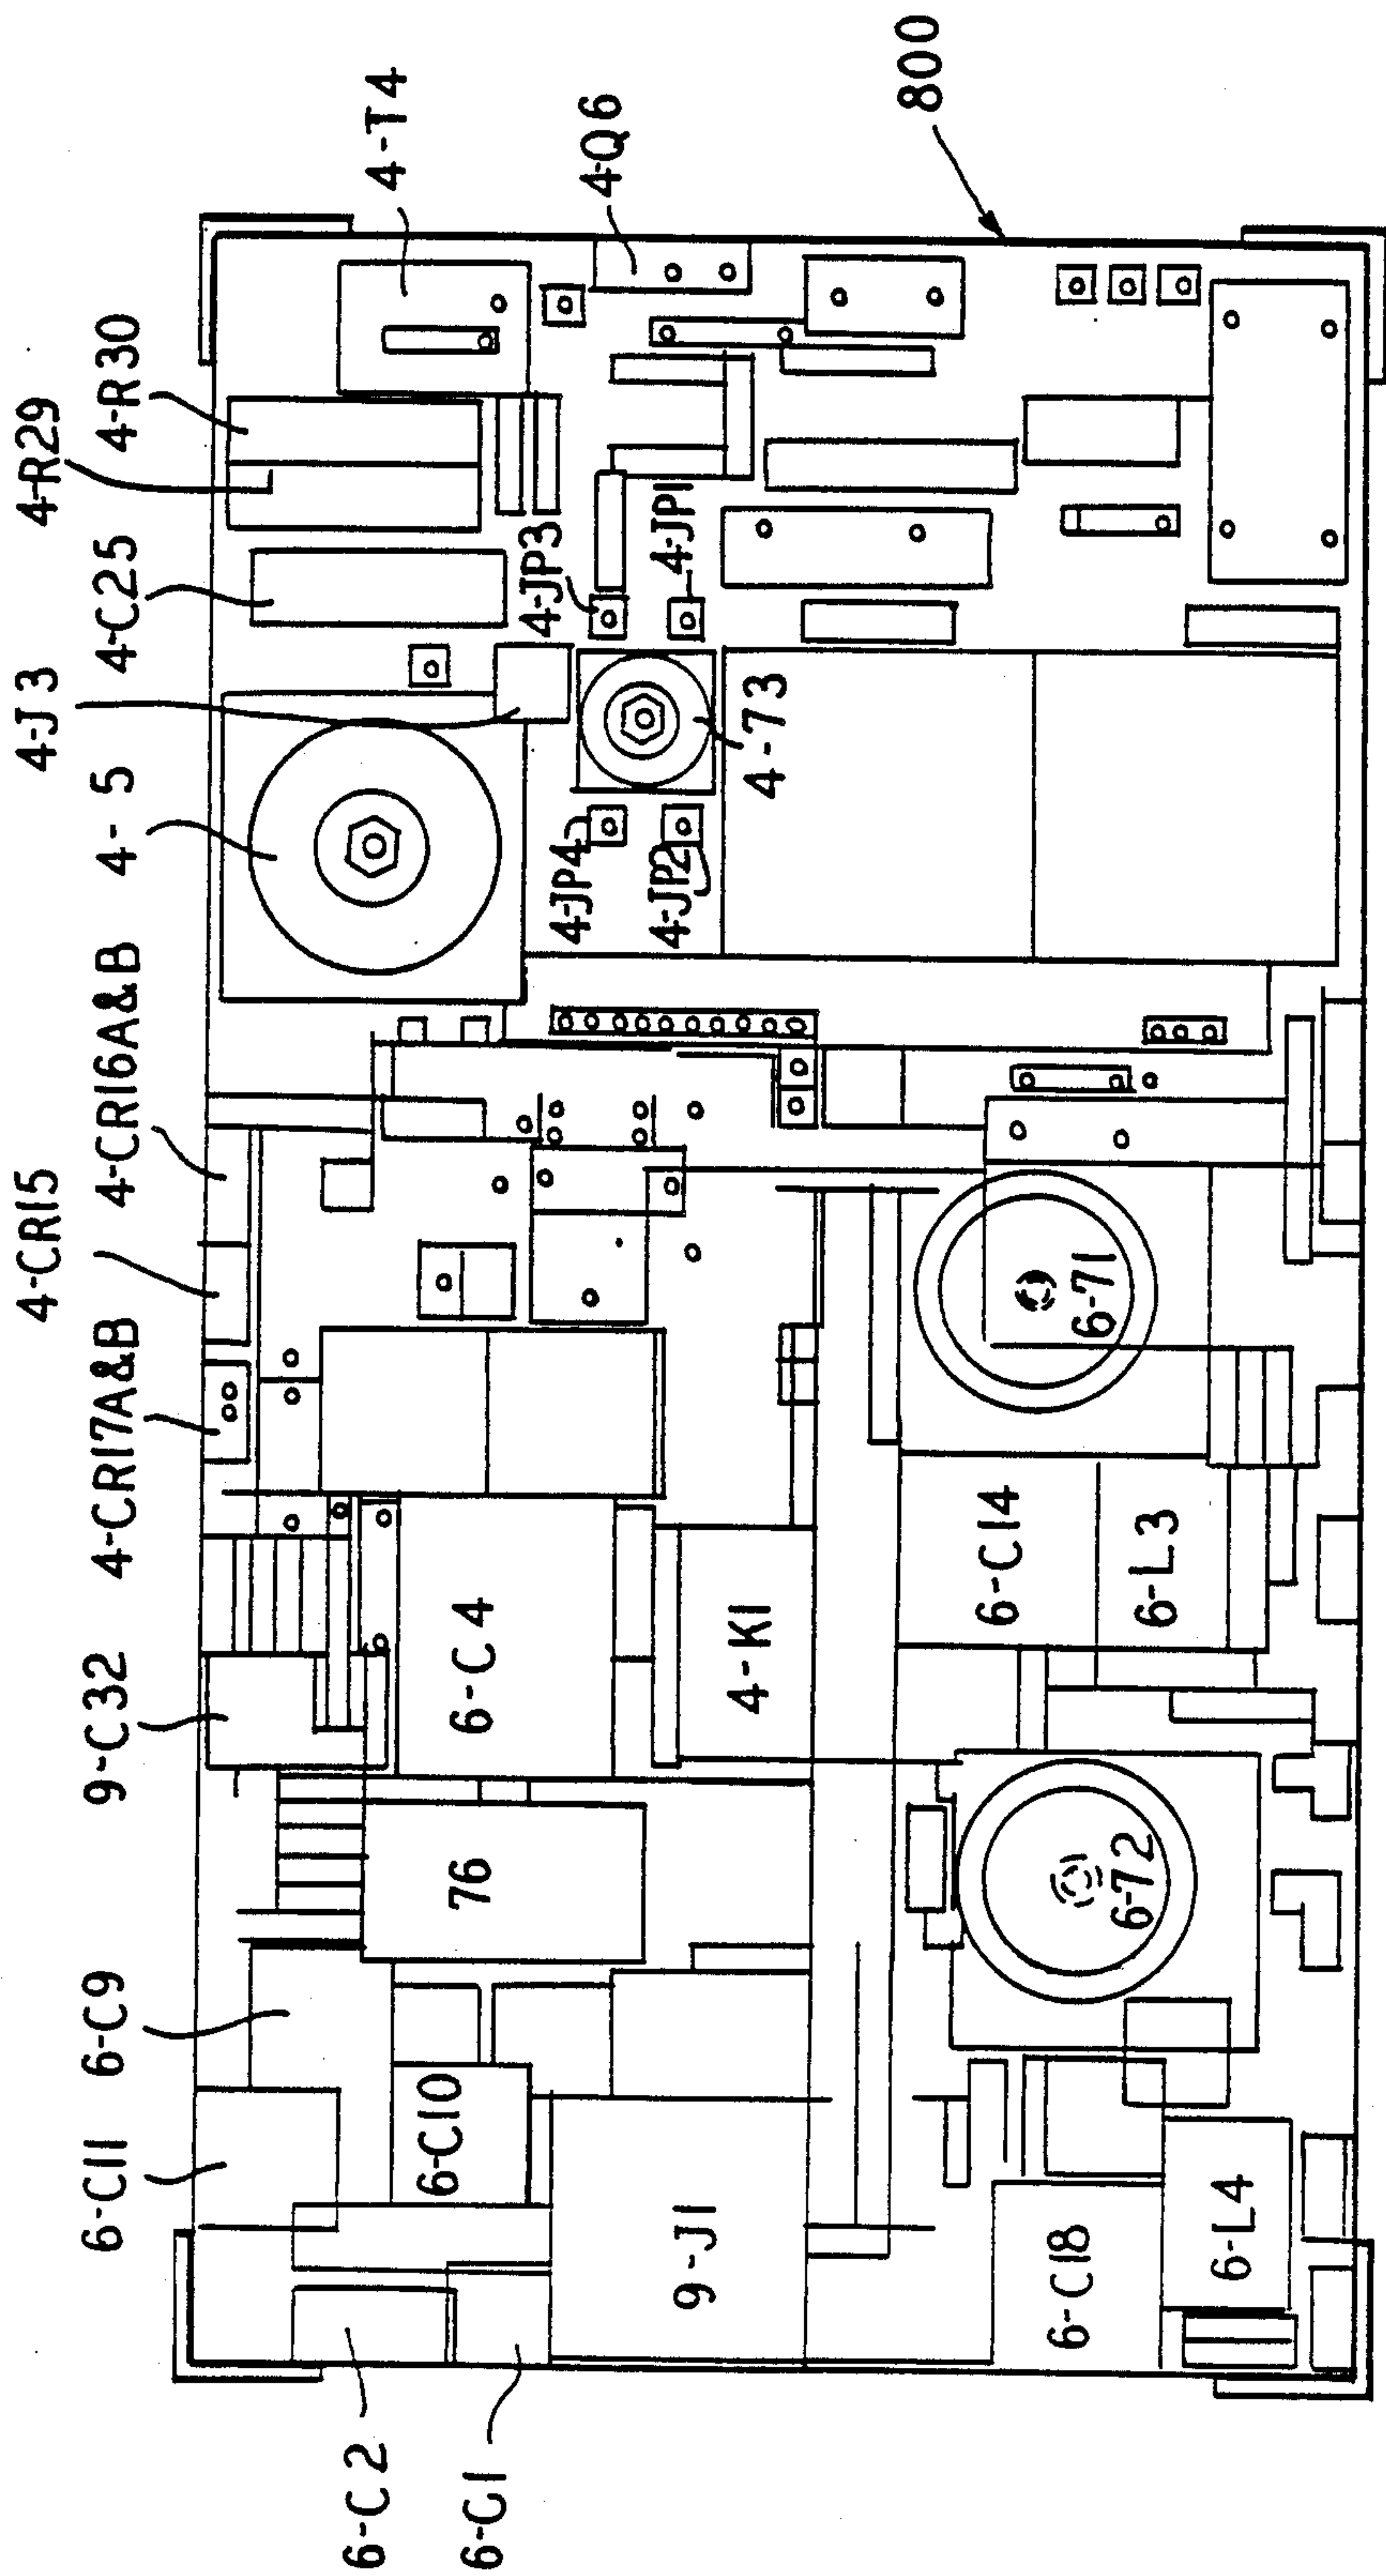 4-J3
4-R29
4-CR15
4-C25
4-R30
6-C11
6-C9
9-C32
4-CR17A&B
4-CR16A&B
4-5
4-T4
6-C2
6-C1
6-C10
76
6-C4
4-JP4
4-JP3
4-Q6
9-J1
4-K1
4-JP2
4-JP1
4-73
800
6-C18
6-72
6-C14
6-71
6-L4
6-L3